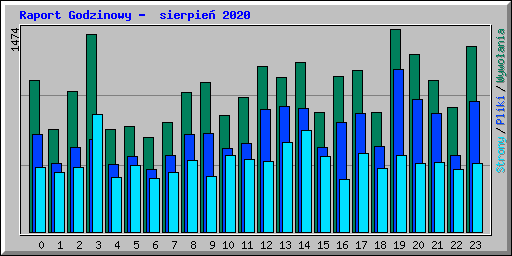 Raport Godzinowy -  sierpień 2020
1474
Strony / Pliki / Wywołania
0 1 2 3 4 5 6 7 8 9 10 11 12 13 14 15 16 17 18 19 20 21 22 23